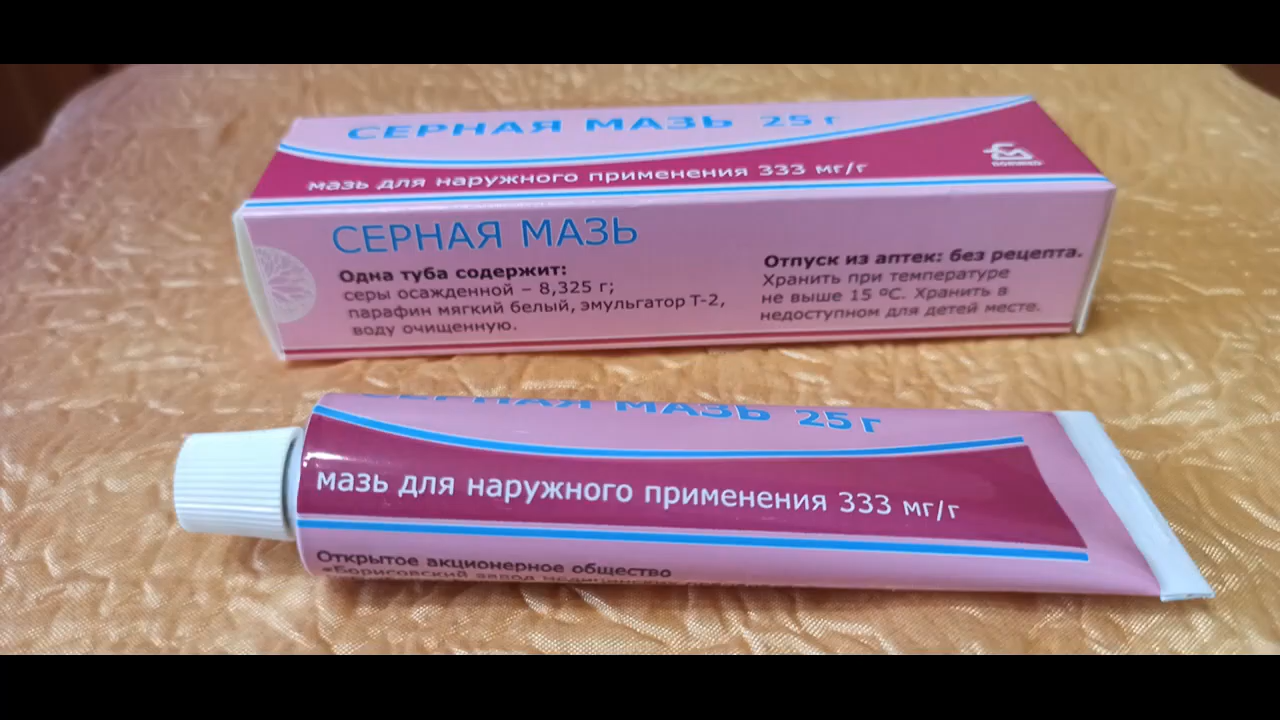 СЕРНАЯ МАЗЬ 25 г
мазь для наружного применения 333 мг/г
СЕРНАЯ МАЗЬ
Одна туба содержит:
серы осажденной – 8,325 г;
парафин мягкий белый, эмульгатор Т-2,
воду очищенную.
Отпуск из аптек: без рецепта.
Хранить при температуре
не выше 15 ºС. Хранить в
недоступном для детей месте.
СЕРНАЯ МАЗЬ 25 г
мазь для наружного применения 333 мг/г
Открытое акционерное общество
«Борисовский завод медицинских